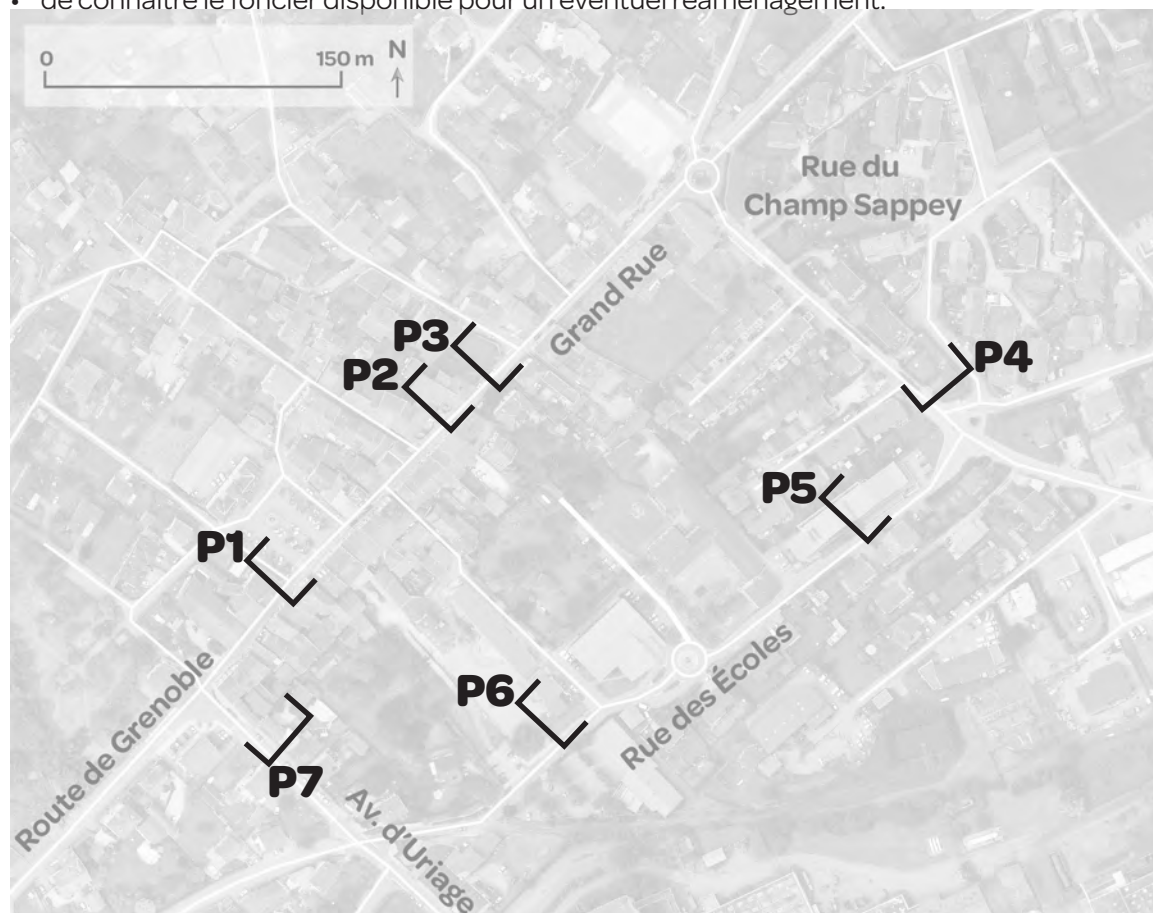 • de connaître le foncier disponible pour un éventuel réaménagement.
0 150 m N
Rue du
Champ Sappey
Grand Rue
P3
P2
P4
P5
P1
P6
Rue des Écoles
Route de Grenoble
P7
Av. d'Uriage